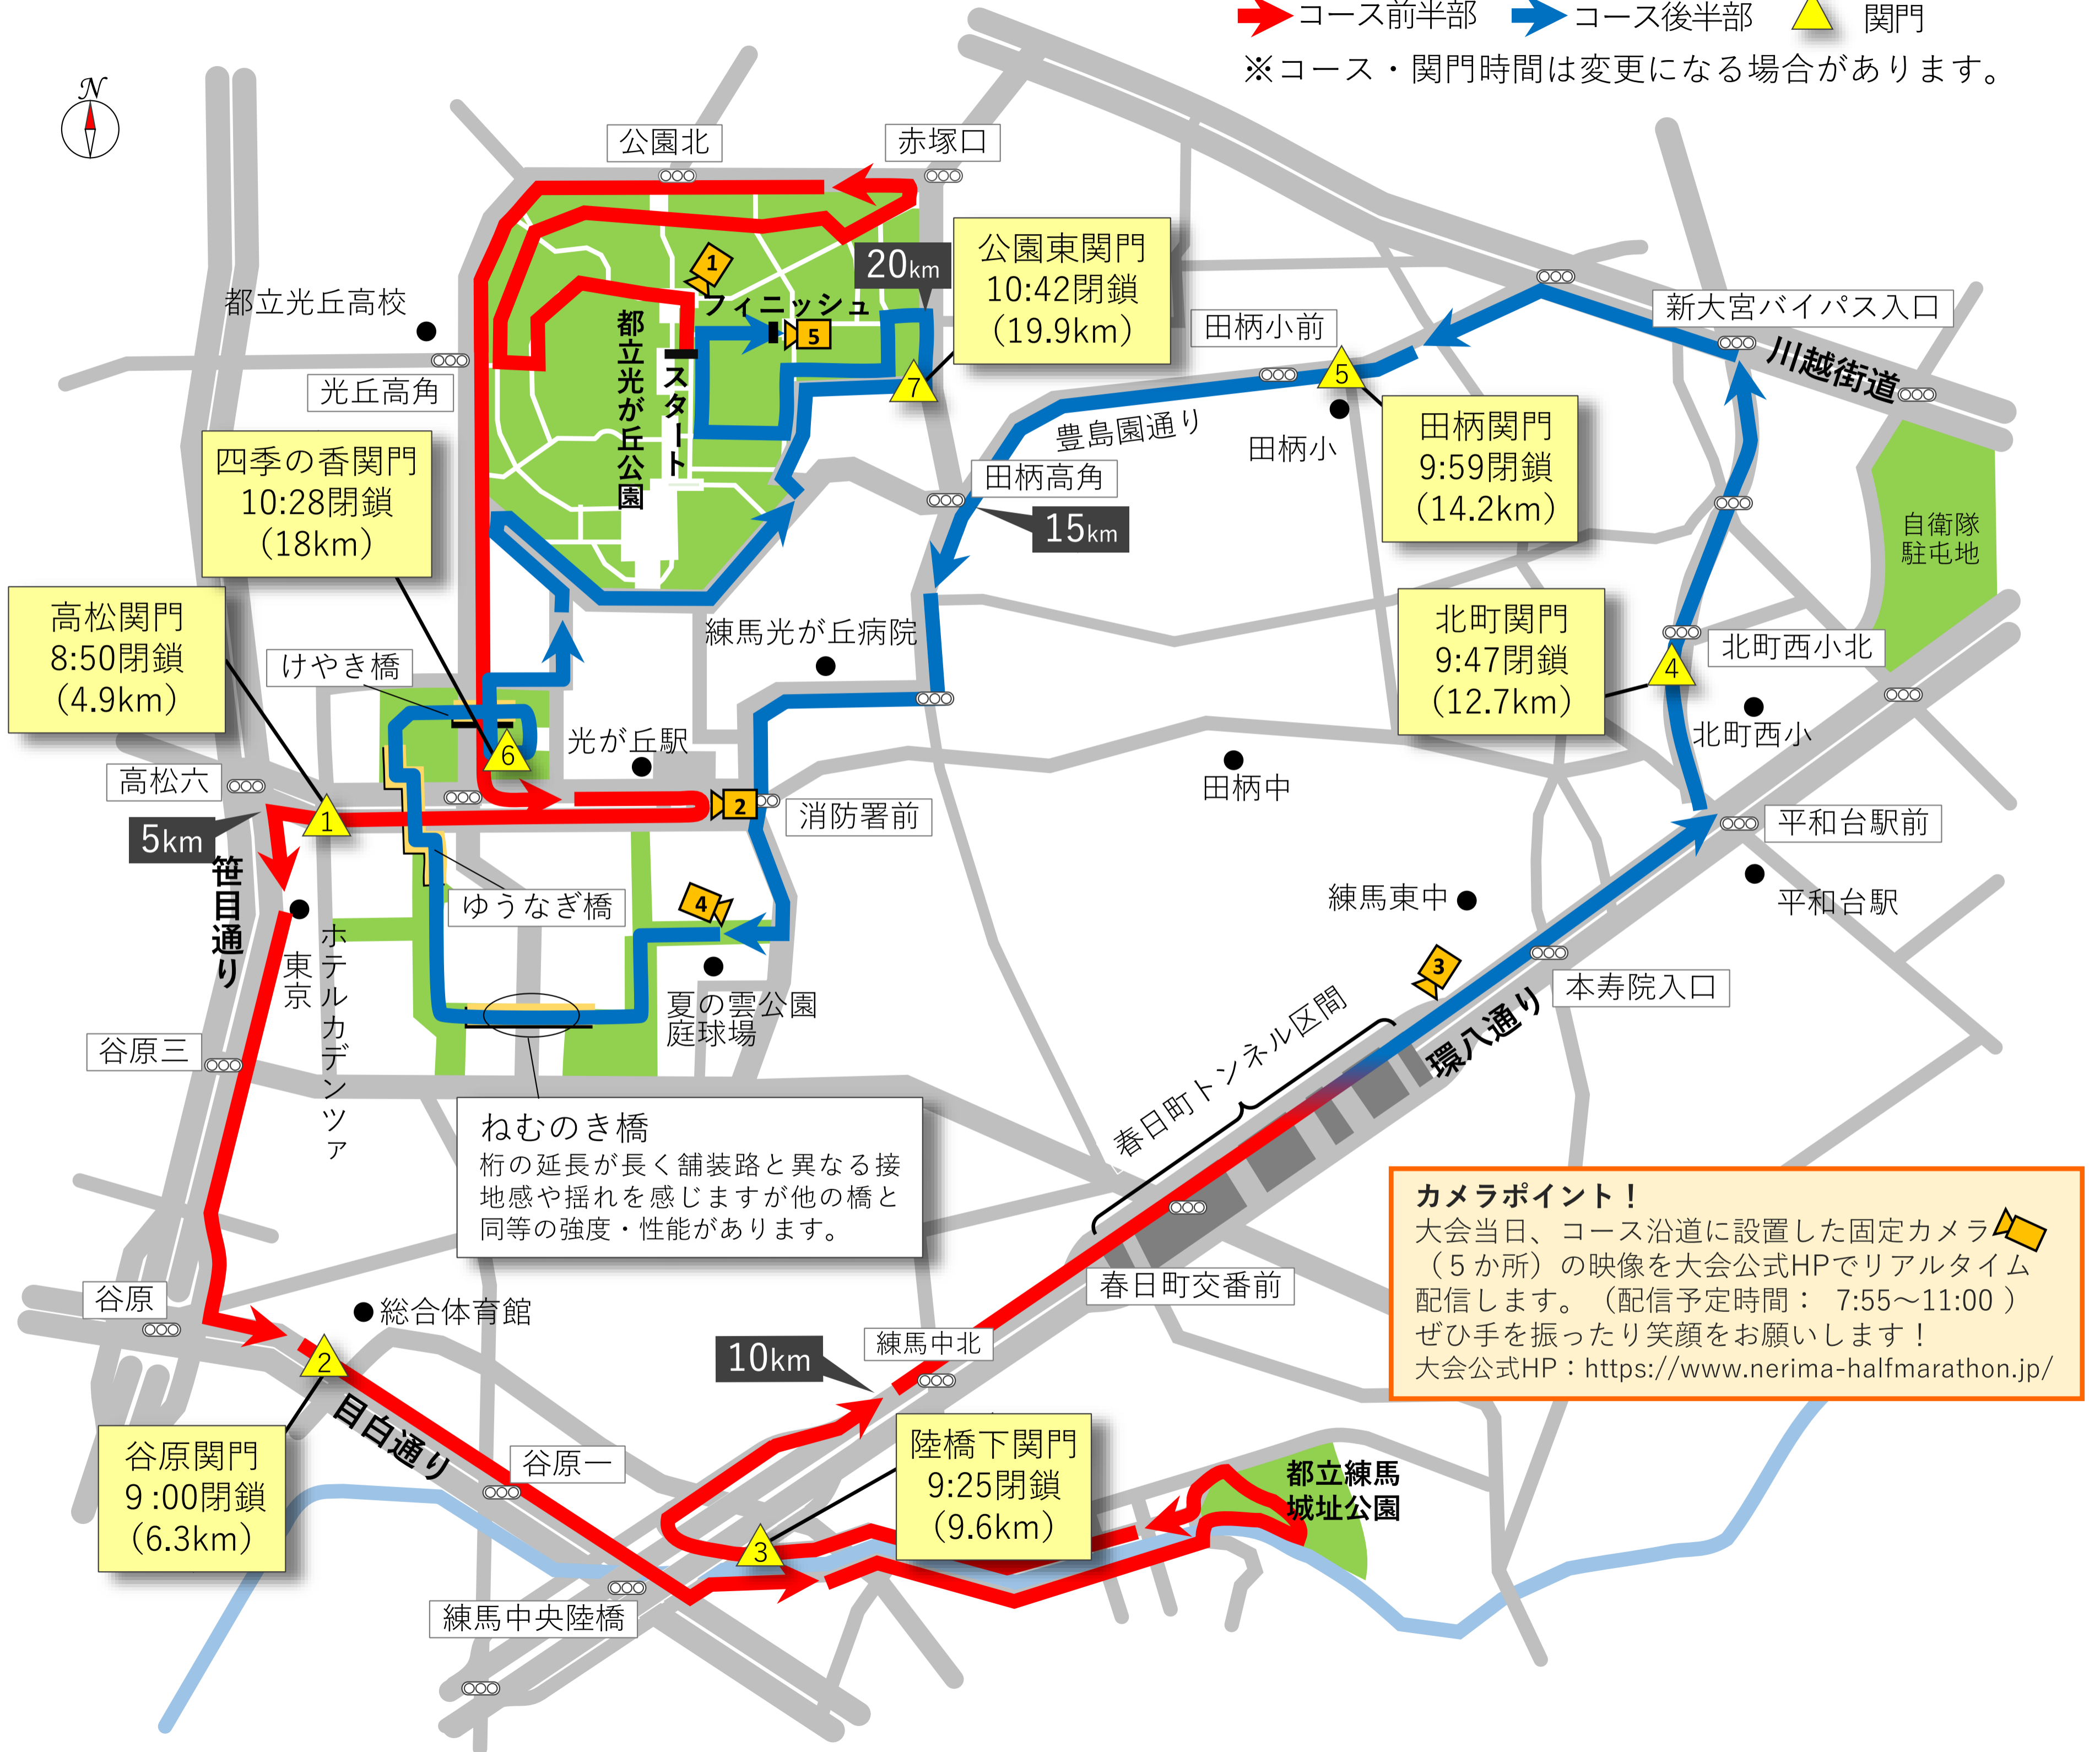 コース前半部
コース後半部
関門
※コース・関門時間は変更になる場合があります。
N
公園北
赤塚口
20km
公園東関門
10:42閉鎖
(19.9km)
都立光丘高校
光丘高角
1
フィニッシュ
5
都立光が丘公園
スタート
7
田柄小前
5
新大宮バイパス入口
川越街道
豊島園通り
田柄小
田柄関門
9:59閉鎖
(14.2km)
四季の香関門
10:28閉鎖
(18km)
田柄高角
15km
自衛隊
駐屯地
高松関門
8:50閉鎖
(4.9km)
けやき橋
練馬光が丘病院
北町関門
9:47閉鎖
(12.7km)
4
北町西小北
北町西小
6
光が丘駅
田柄中
高松六
1
2
消防署前
平和台駅前
5km
平和台駅
笹目通り
ゆうなぎ橋
4
練馬東中
3
東京
ホテルカデンツァ
夏の雲公園
庭球場
本寿院入口
谷原三
環八通り
春日町トンネル区間
ねむのき橋
桁の延長が長く舗装路と異なる接
地感や揺れを感じますが他の橋と
同等の強度・性能があります。
カメラポイント！
大会当日、コース沿道に設置した固定カメラ
（5か所）の映像を大会公式HPでリアルタイム
配信します。（配信予定時間： 7:55～11:00 ）
ぜひ手を振ったり笑顔をお願いします！
大会公式HP：https://www.nerima-halfmarathon.jp/
春日町交番前
谷原
総合体育館
2
練馬中北
10km
目白通り
谷原関門
9:00閉鎖
(6.3km)
谷原一
陸橋下関門
9:25閉鎖
(9.6km)
3
都立練馬
城址公園
練馬中央陸橋